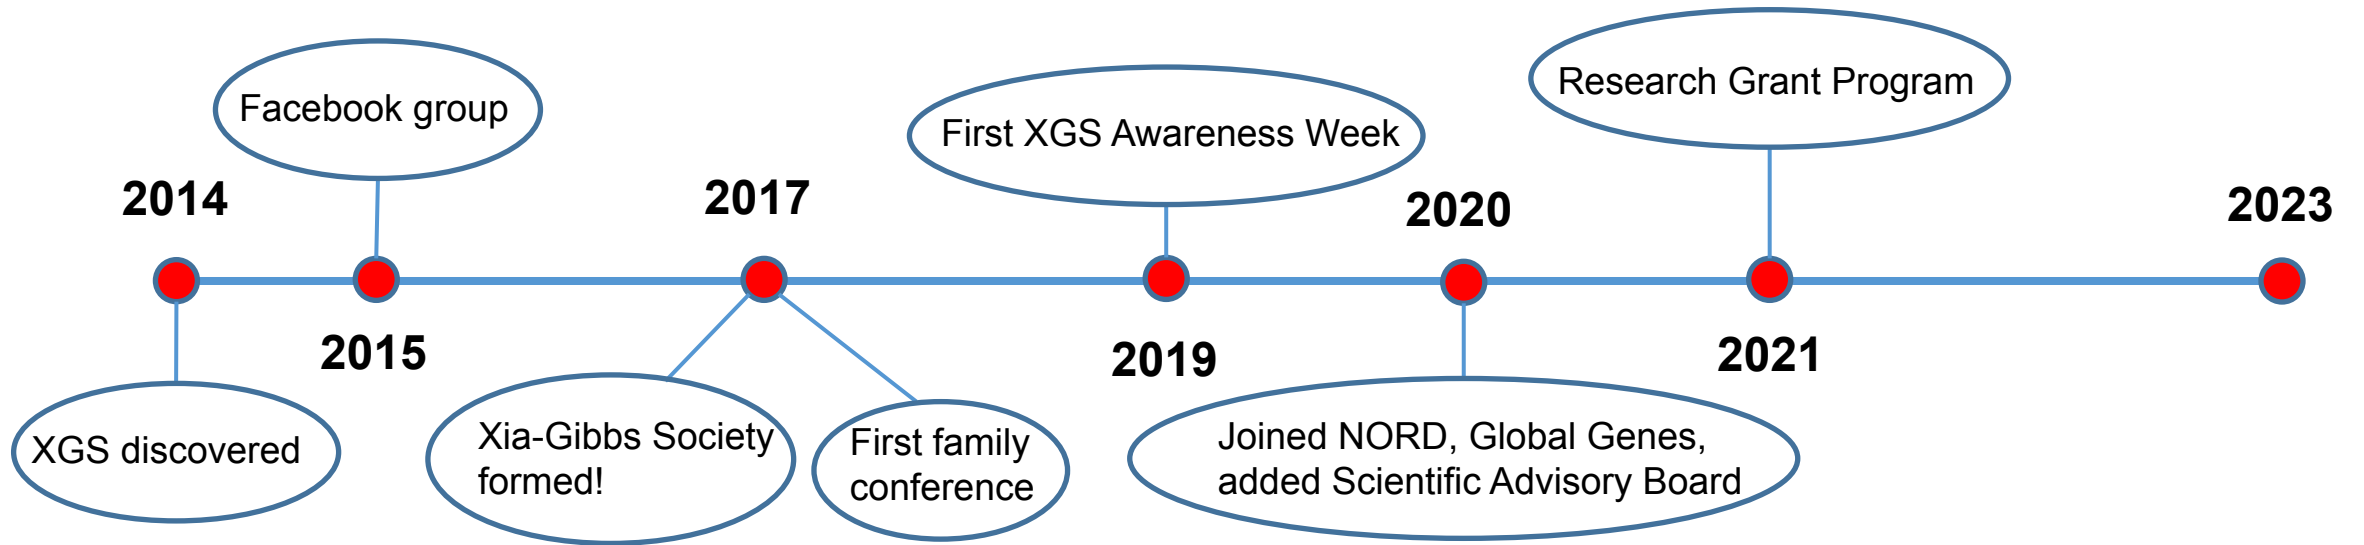 Research Grant Program
Facebook group
First XGS Awareness Week
2014
2017
2020
2023
2015
2019
2021
XGS discovered
Xia-Gibbs Society
formed!
First family
conference
Joined NORD, Global Genes,
added Scientific Advisory Board